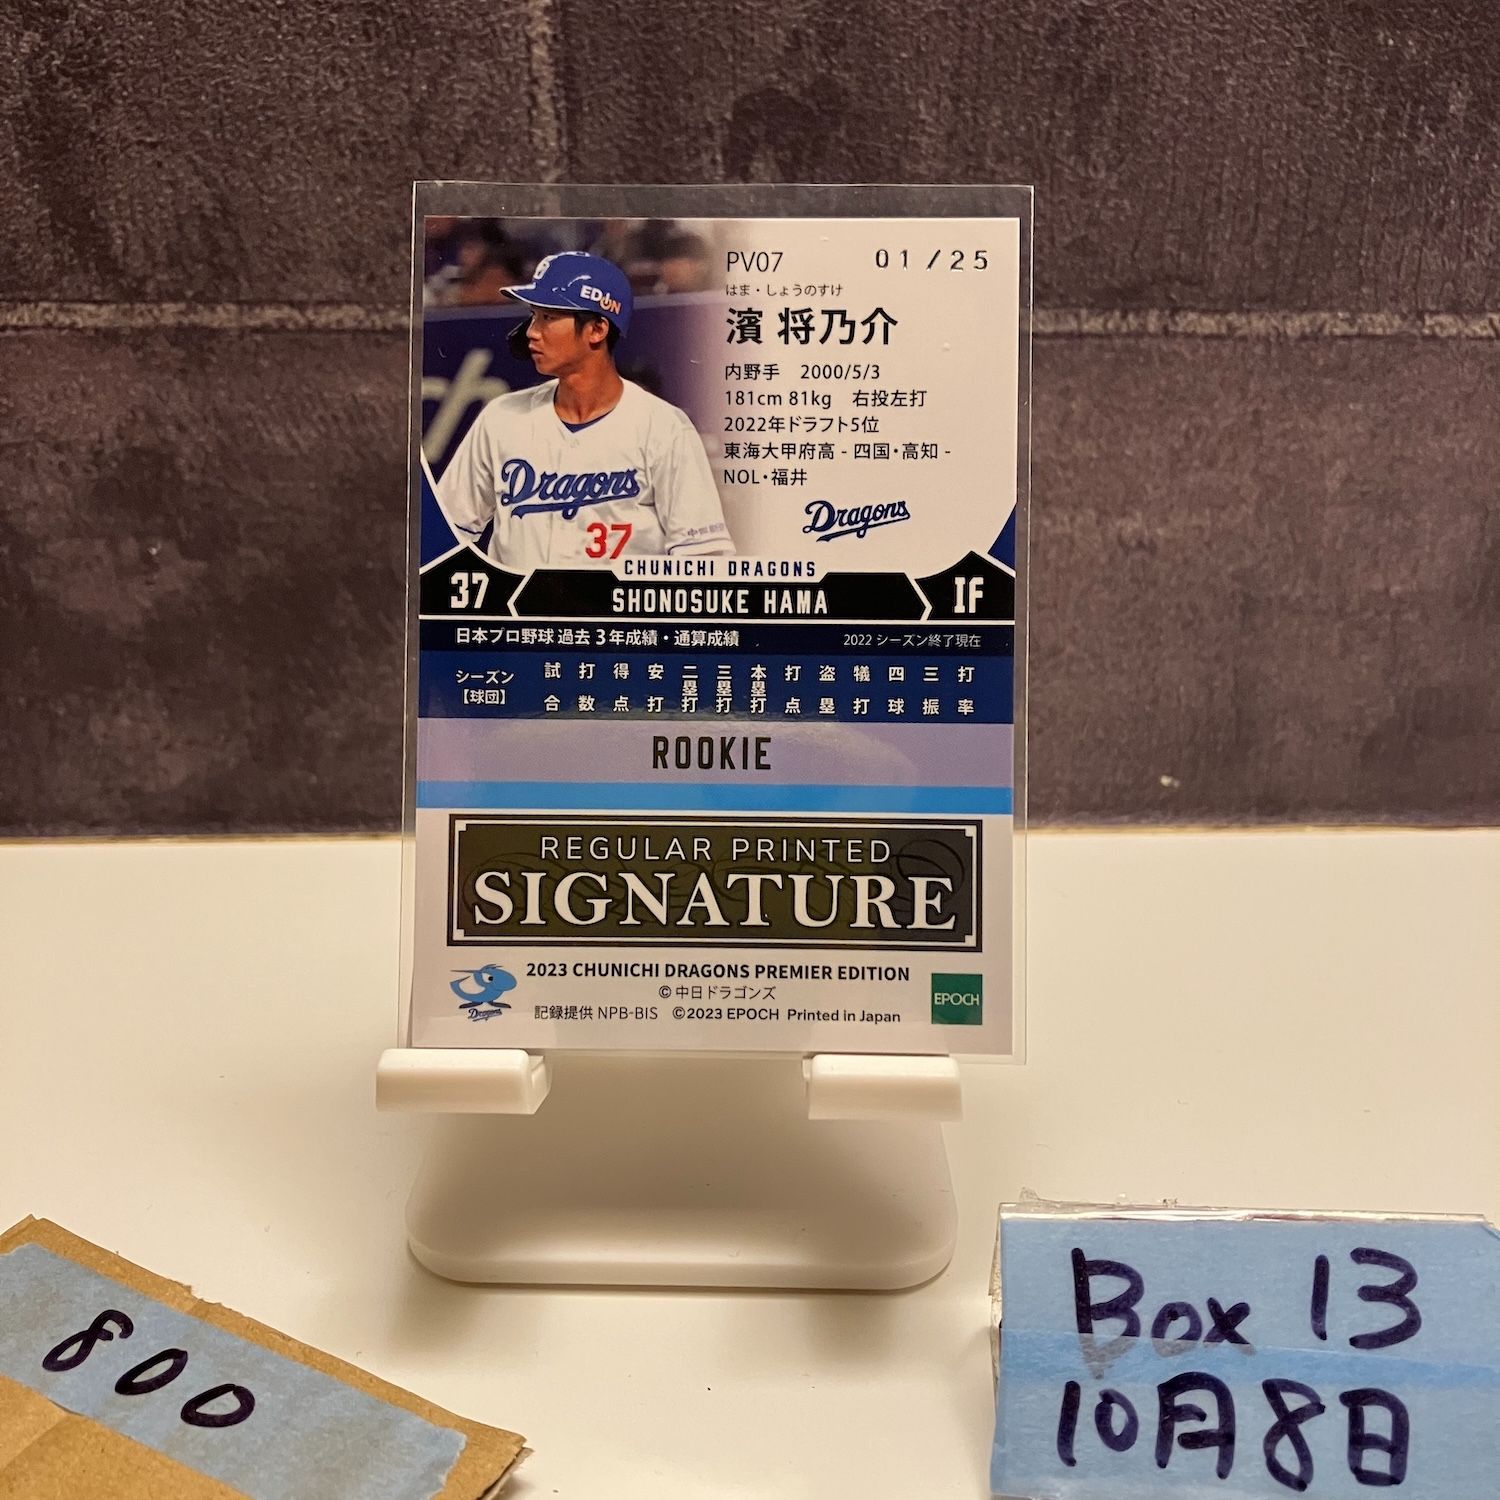 PV07 01/25
はま・しょうのすけ
濱 将乃介
内野手 2000/5/3
181cm 81kg 右投左打
2022年ドラフト5位
東海大甲府高 - 四国・高知 -
NOL・福井
Dragons
EDION
Dragons
37
CHUNICHI DRAGONS
37 SHONOSUKE HAMA IF
日本プロ野球 過去3年成績・通算成績 2022 シーズン終了現在
シーズン【球団】 試合 打数 得点 安打 二塁打 三塁打 本塁打 打点 盗塁 犠打 四球 三振 打率
ROOKIE
REGULAR PRINTED
SIGNATURE
2023 CHUNICHI DRAGONS PREMIER EDITION
©中日ドラゴンズ
記録提供 NPB-BIS ©2023 EPOCH Printed in Japan
Dragons
EPOCH
800
Box 13
10月8日